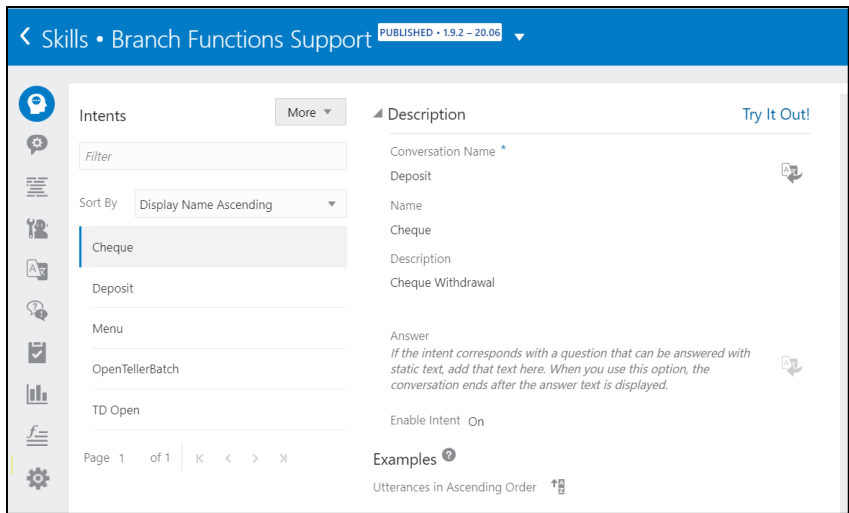 Skills • Branch Functions Support PUBLISHED • 1.9.2 – 20.06
Intents
More
Filter
Sort By Display Name Ascending
Cheque
Deposit
Menu
OpenTellerBatch
TD Open
Page 1 of 1
Description
Try It Out!
Conversation Name *
Deposit
Name
Cheque
Description
Cheque Withdrawal
Answer
If the intent corresponds with a question that can be answered with
static text, add that text here. When you use this option, the
conversation ends after the answer text is displayed.
Enable Intent On
Examples
Utterances in Ascending Order